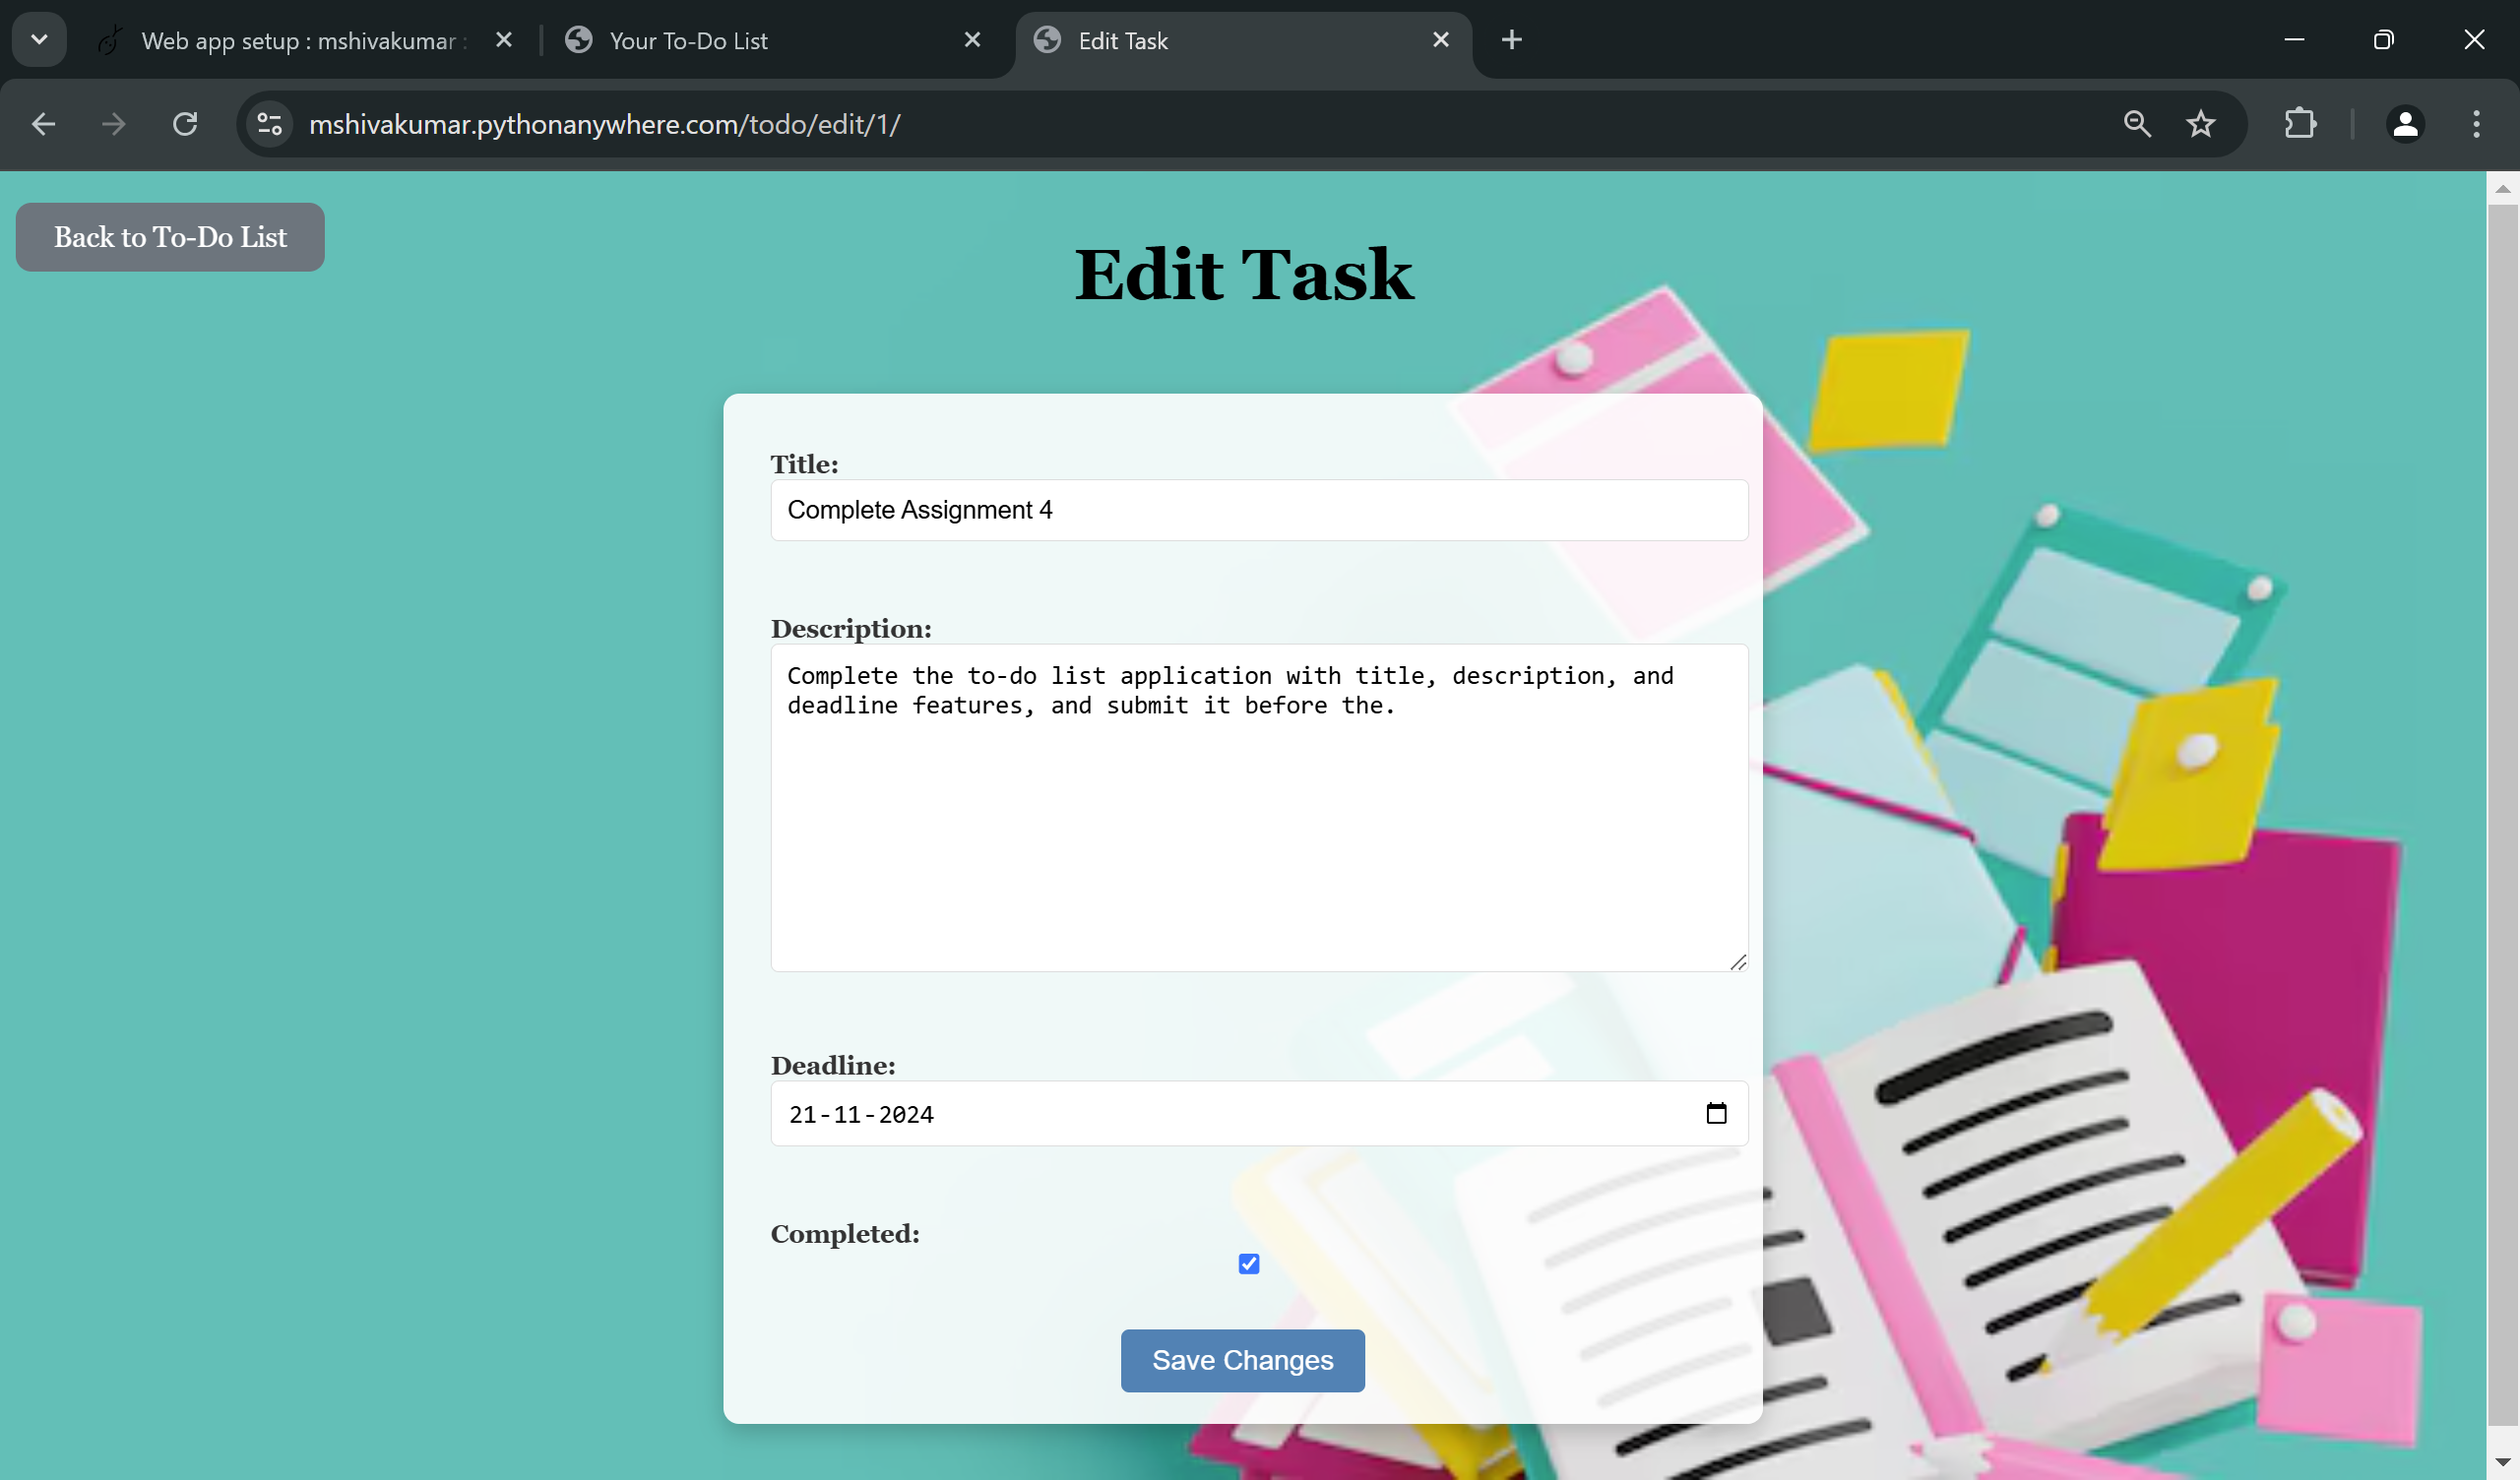 Web app setup : mshivakumar :
Your To-Do List
Edit Task
mshivakumar.pythonanywhere.com/todo/edit/1/
Back to To-Do List
Edit Task
Title:
Complete Assignment 4
Description:
Complete the to-do list application with title, description, and
deadline features, and submit it before the.
Deadline:
21-11-2024
Completed:
Save Changes